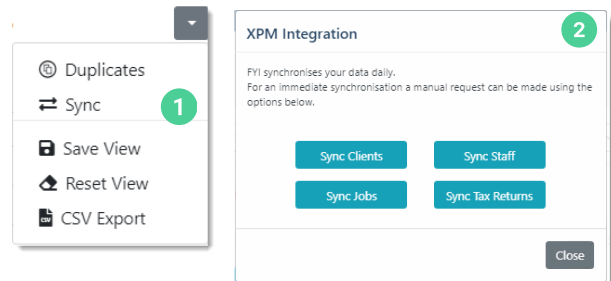 Duplicates
Sync
1
Save View
Reset View
CSV Export
XPM Integration
2
FYI synchronises your data daily.
For an immediate synchronisation a manual request can be made using the
options below.
Sync Clients
Sync Staff
Sync Jobs
Sync Tax Returns
Close